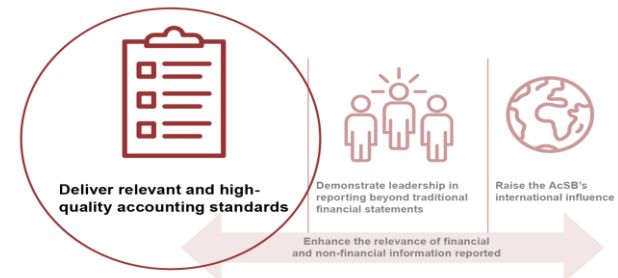 Deliver relevant and high-
quality accounting standards
Demonstrate leadership in
reporting beyond traditional
financial statements
Raise the AcSB's
international influence
Enhance the relevance of financial
and non-financial information reported